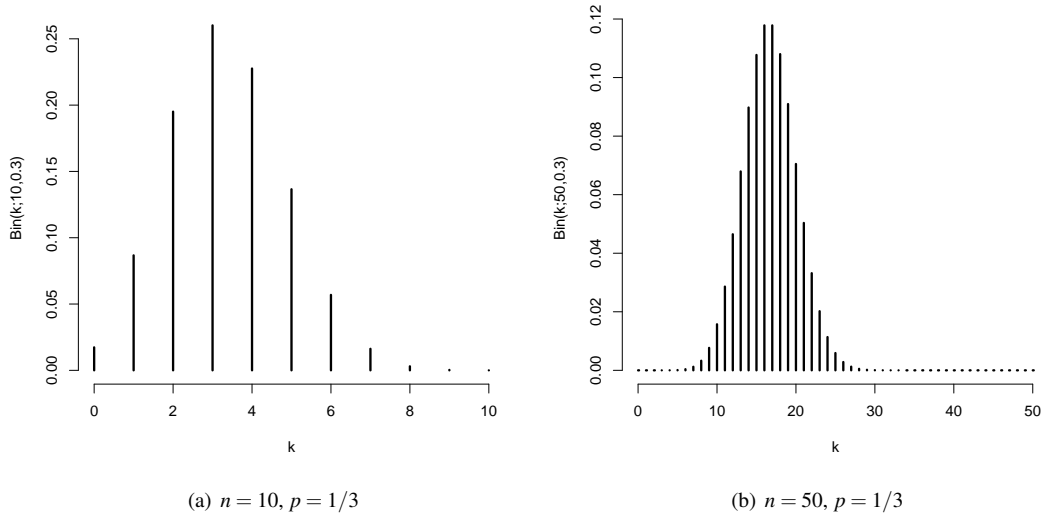 0.00 0.05 0.10 0.15 0.20 0.25
Bin(k;10,0.3)
0 2 4 6 8 10
k
(a) n = 10, p = 1/3
0.00 0.02 0.04 0.06 0.08 0.10 0.12
Bin(k;50,0.3)
0 10 20 30 40 50
k
(b) n = 50, p = 1/3